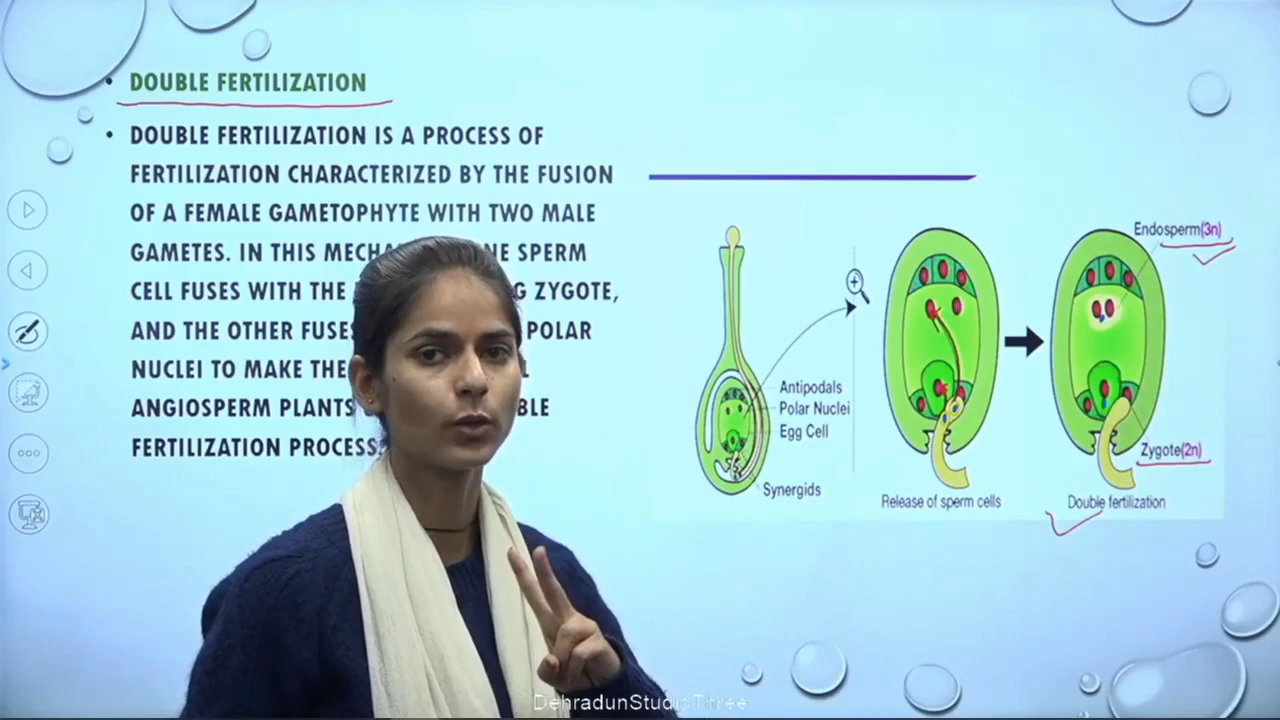 DOUBLE FERTILIZATION
DOUBLE FERTILIZATION IS A PROCESS OF
FERTILIZATION CHARACTERIZED BY THE FUSION
OF A FEMALE GAMETOPHYTE WITH TWO MALE
GAMETES. IN THIS SPERM
CELL FUSES WITH THE ZYGOTE,
AND THE OTHER FUSES POLAR
NUCLEI TO MAKE THE
ANGIOSPERM PLANTS
FERTILIZATION PROCESS.
Endosperm(3n)
Antipodals
Polar Nuclei
Egg Cell
Synergids
Zygote(2n)
Release of sperm cells
Double fertilization
DehradunStudioThree